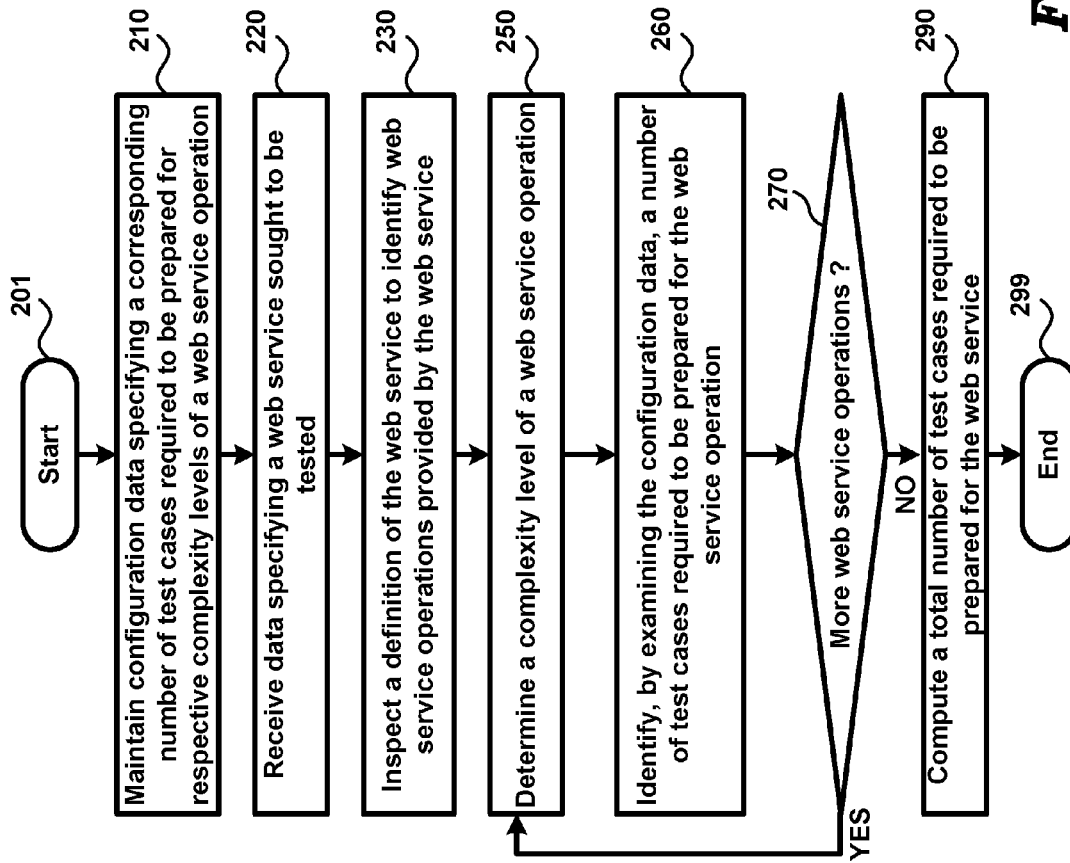 Start
201
Maintain configuration data specifying a corresponding
number of test cases required to be prepared for
respective complexity levels of a web service operation
210
Receive data specifying a web service sought to be
tested
220
Inspect a definition of the web service to identify web
service operations provided by the web service
230
Determine a complexity level of a web service operation
250
Identify, by examining the configuration data, a number
of test cases required to be prepared for the web
service operation
260
More web service operations ?
270
YES
NO
Compute a total number of test cases required to be
prepared for the web service
290
End
299
F